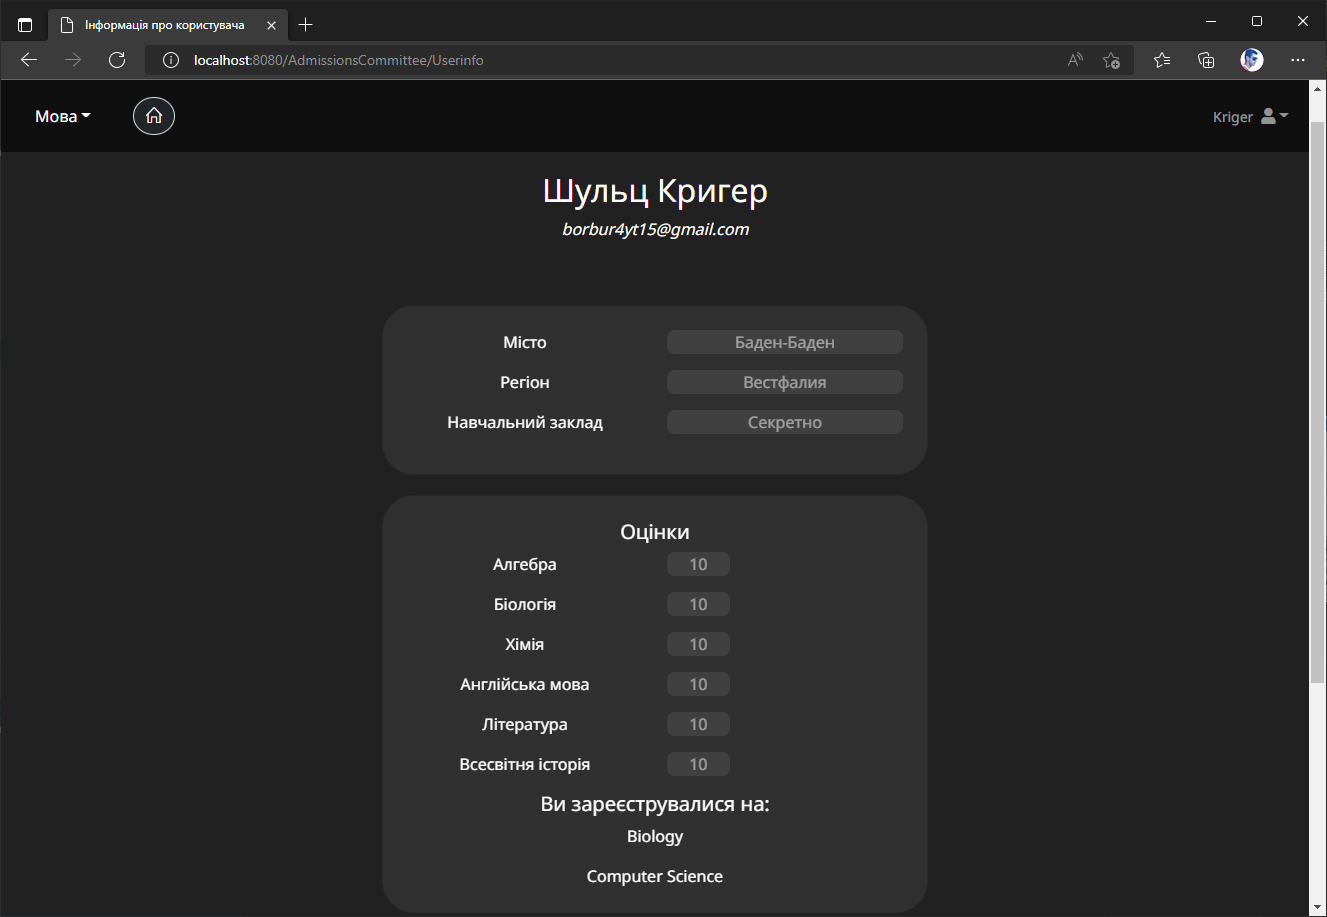 Інформація про користувача
localhost:8080/AdmissionsCommittee/Userinfo
Мова
Kriger
Шульц Кригер
borbur4yt15@gmail.com
Місто Баден-Баден
Регіон Вестфалия
Навчальний заклад Секретно
Оцінки
Алгебра 10
Біологія 10
Хімія 10
Англійська мова 10
Література 10
Всесвітня історія 10
Ви зареєструвалися на:
Biology
Computer Science